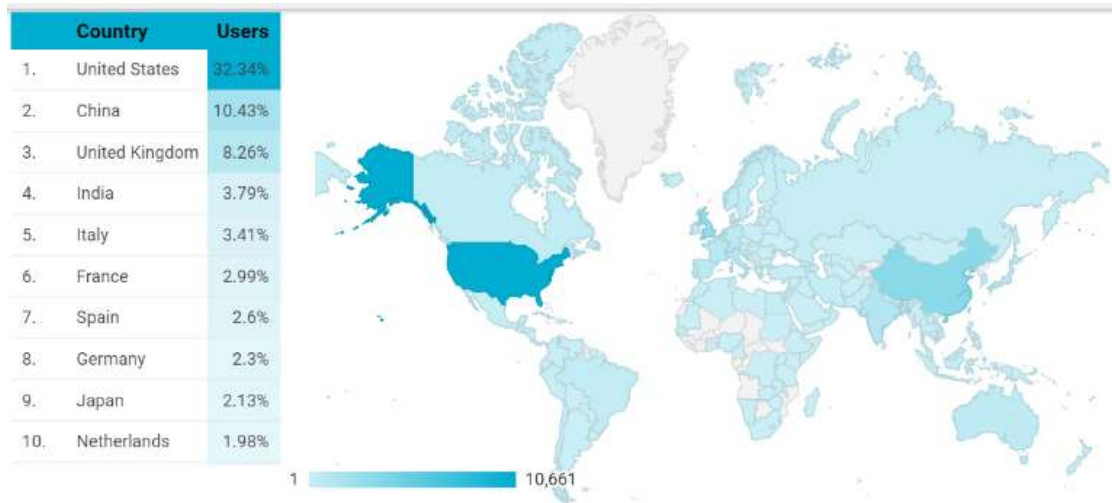 Country Users
1. United States 32.34%
2. China 10.43%
3. United Kingdom 8.26%
4. India 3.79%
5. Italy 3.41%
6. France 2.99%
7. Spain 2.6%
8. Germany 2.3%
9. Japan 2.13%
10. Netherlands 1.98%
1 10,661